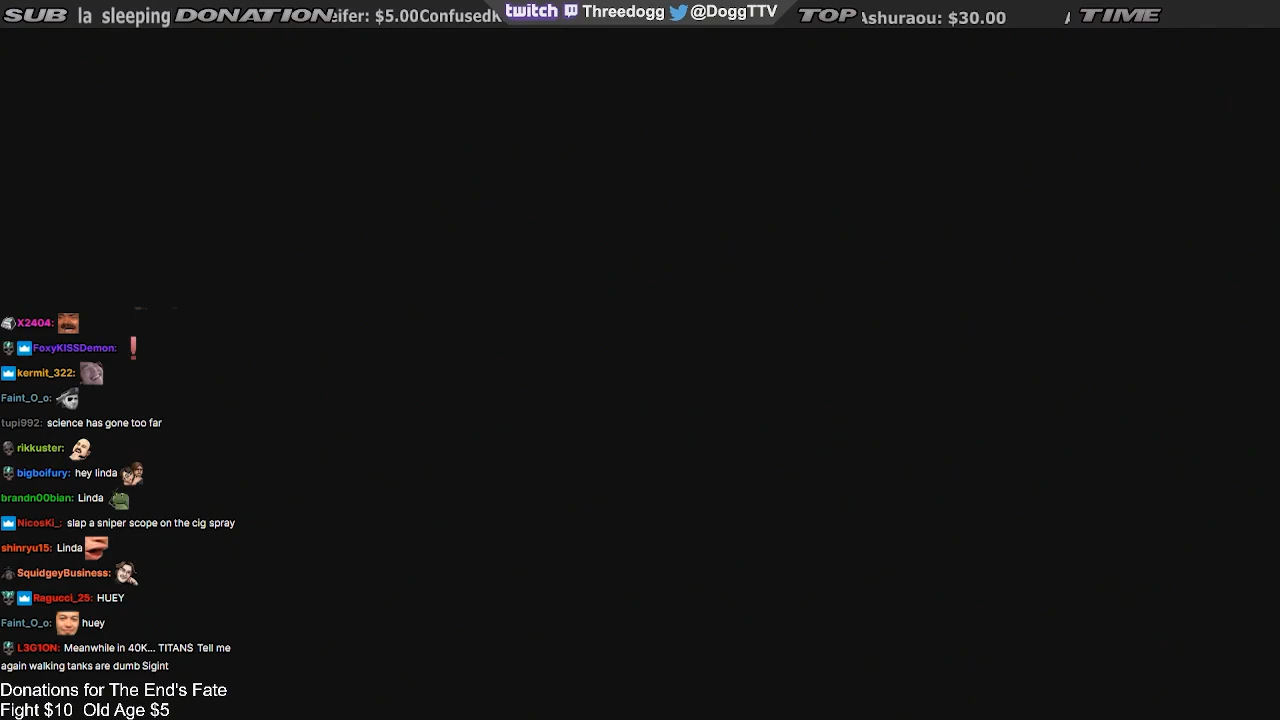 SUB la sleeping DONATION ifer: $5.00ConfusedK twitch Threedogg @DoggTTV TOP Ashuraou: $30.00 TIME
X2404:
FoxyKISSDemon:
kermit_322:
Faint_O_o:
tupi992: science has gone too far
rikkuster:
bigboifury: hey linda
brandn00bian: Linda
NicosKi_: slap a sniper scope on the cig spray
shinryu15: Linda
SquidgeyBusiness:
Ragucci_25: HUEY
Faint_O_o: huey
L3G1ON: Meanwhile in 40K... TITANS Tell me
again walking tanks are dumb Sigint
Donations for The End's Fate
Fight $10 Old Age $5